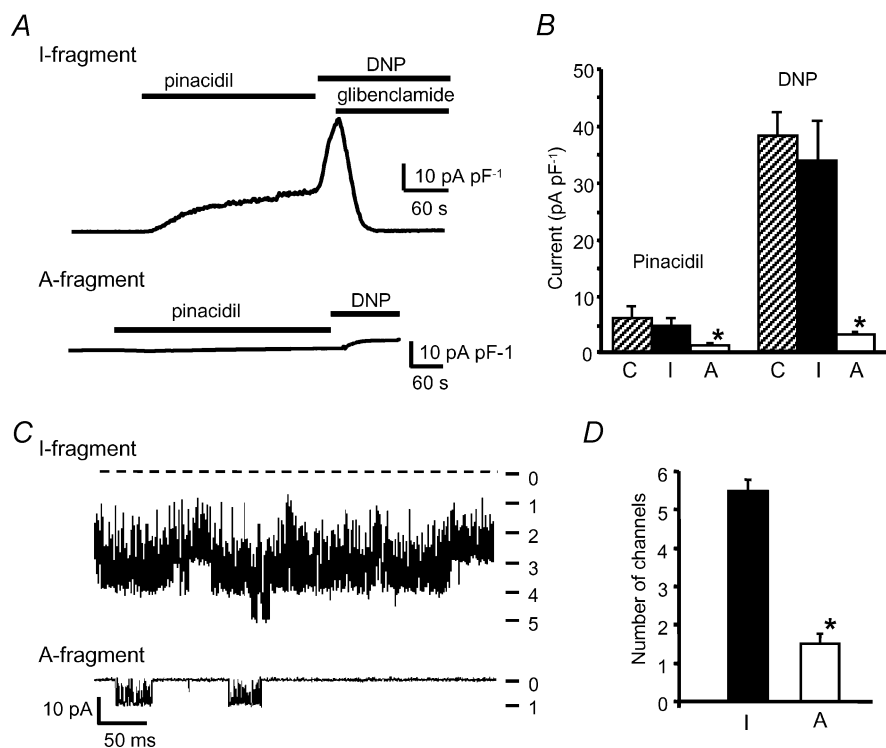 A
I-fragment
pinacidil
DNP
glibenclamide
10 pA pF-1
60 s
A-fragment
pinacidil
DNP
10 pA pF-1
60 s
B
Current (pA pF-1)
50
40
30
20
10
0
Pinacidil
DNP
*
*
C I A C I A
C
I-fragment
0
1
2
3
4
5
A-fragment
0
1
10 pA
50 ms
D
Number of channels
6
5
4
3
2
1
0
*
I A